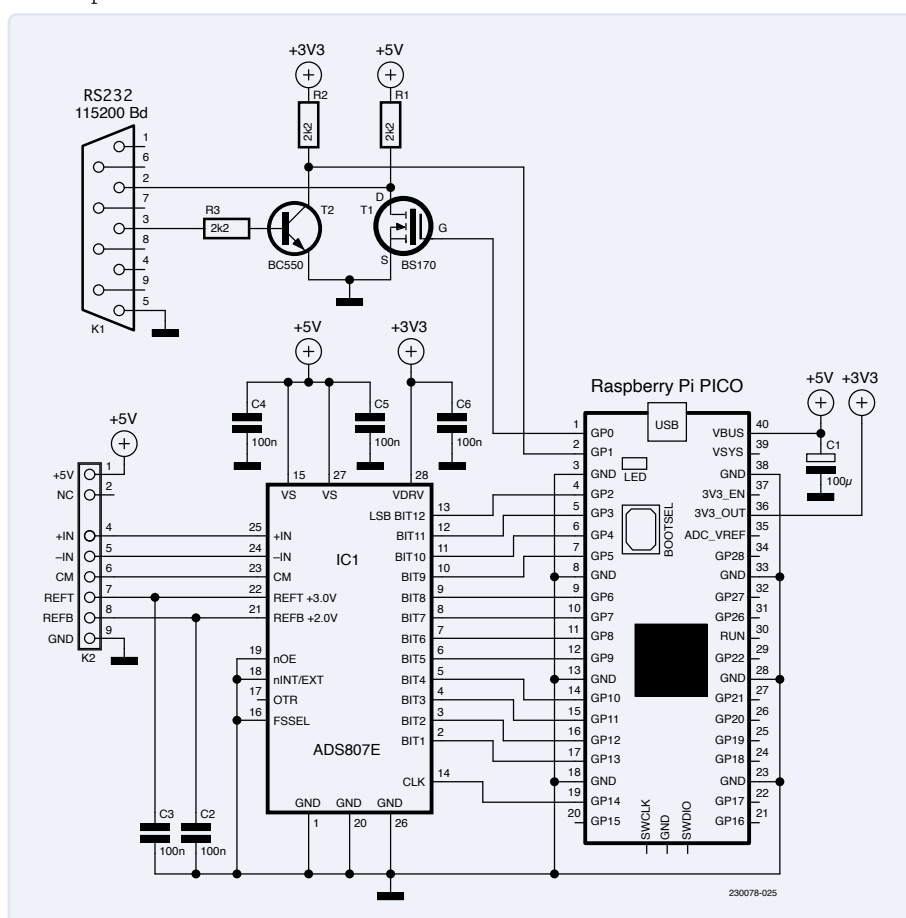 +3V3
+5V
R2
R1
2k2
2k2
RS232
115200 Bd
1
6
2
7
3
8
4
9
5
K1
R3
2k2
T2
BC550
D
T1
G
S
BS170
+5V
+3V3
C4
100n
C5
100n
C6
100n
+5V
+5V
1
NC
2
+IN
4
–IN
5
CM
6
REFT
7
REFB
8
GND
9
K2
15
27
28
VS
VS
VDRV
IC1
ADS807E
25
+IN
24
–IN
23
CM
22
REFT +3.0V
21
REFB +2.0V
19
nOE
18
nINT/EXT
17
OTR
16
FSSEL
LSB BIT12
13
BIT11
12
BIT10
11
BIT9
10
BIT8
9
BIT7
8
BIT6
7
BIT5
6
BIT4
5
BIT3
4
BIT2
3
BIT1
2
CLK
14
GND
GND
GND
1
20
26
C3
100n
C2
100n
Raspberry Pi PICO
USB
LED
BOOTSEL
1
GP0
2
GP1
3
GND
4
GP2
5
GP3
6
GP4
7
GP5
8
GND
9
GP6
10
GP7
11
GP8
12
GP9
13
GND
14
GP10
15
GP11
16
GP12
17
GP13
18
GND
19
GP14
20
GP15
VBUS
40
VSYS
39
GND
38
3V3_EN
37
3V3_OUT
36
ADC_VREF
35
GP28
34
GND
33
GP27
32
GP26
31
RUN
30
GP22
29
GND
28
GP21
27
GP20
26
GP19
25
GP18
24
GND
23
GP17
22
GP16
21
SWCLK
GND
SWDIO
+5V
+3V3
C1
100µ
230078-025